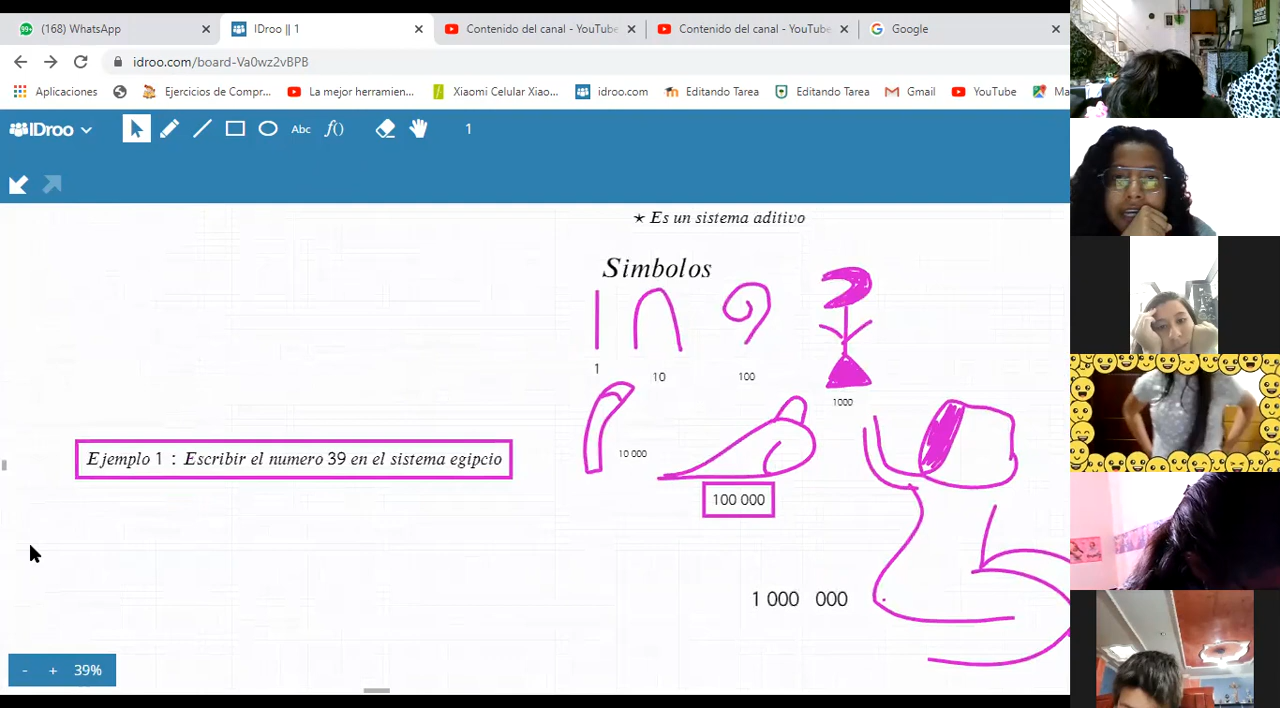 (168) WhatsApp
IDroo || 1
Contenido del canal - YouTube
Contenido del canal - YouTube
Google
idroo.com/board-Va0wz2vBPB
Aplicaciones
Ejercicios de Compr...
La mejor herramien...
Xiaomi Celular Xiao...
idroo.com
Editando Tarea
Editando Tarea
Gmail
YouTube
Ma
IDroo
Abc
f()
1
★ Es un sistema aditivo
Simbolos
1
10
100
1000
10 000
100 000
Ejemplo 1 : Escribir el numero 39 en el sistema egipcio
1 000 000
- + 39%